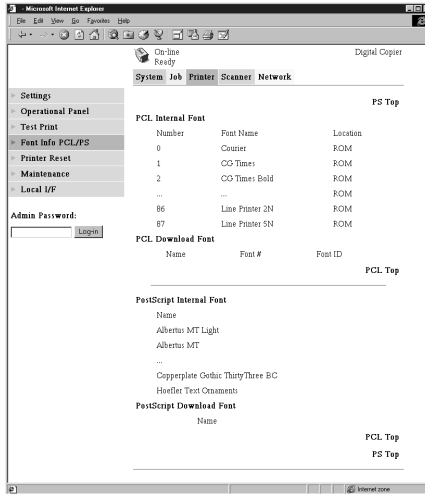 - Microsoft Internet Explorer
File Edit View Go Favorites Help
On-line
Ready
Digital Copier
System Job Printer Scanner Network
Settings
Operational Panel
Test Print
Font Info PCL/PS
Printer Reset
Maintenance
Local I/F
Admin Password:
Log-in
PS Top
PCL Internal Font
Number Font Name Location
0 Courier ROM
1 CG Times ROM
2 CG Times Bold ROM
... ... ROM
86 Line Printer 2N ROM
87 Line Printer 5N ROM
PCL Download Font
Name Font # Font ID
PCL Top
PostScript Internal Font
Name
Albertus MT Light
Albertus MT
...
Copperplate Gothic ThirtyThree BC
Hoefler Text Ornaments
PostScript Download Font
Name
PCL Top
PS Top
Internet zone